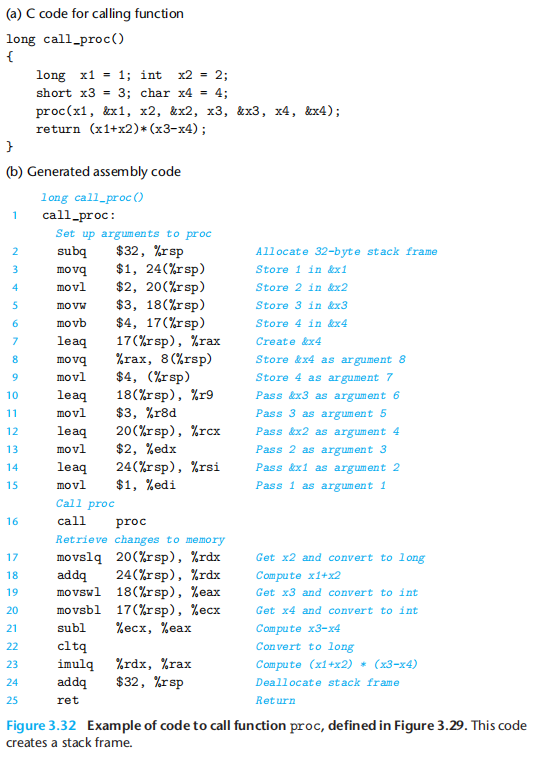 (a) C code for calling function
long call_proc()
{
    long  x1 = 1; int  x2 = 2;
    short x3 = 3; char x4 = 4;
    proc(x1, &x1, x2, &x2, x3, &x3, x4, &x4);
    return (x1+x2)*(x3-x4);
}
(b) Generated assembly code
long call_proc()
1 call_proc:
Set up arguments to proc
2 subq $32, %rsp Allocate 32-byte stack frame
3 movq $1, 24(%rsp) Store 1 in &x1
4 movl $2, 20(%rsp) Store 2 in &x2
5 movw $3, 18(%rsp) Store 3 in &x3
6 movb $4, 17(%rsp) Store 4 in &x4
7 leaq 17(%rsp), %rax Create &x4
8 movq %rax, 8(%rsp) Store &x4 as argument 8
9 movl $4, (%rsp) Store 4 as argument 7
10 leaq 18(%rsp), %r9 Pass &x3 as argument 6
11 movl $3, %r8d Pass 3 as argument 5
12 leaq 20(%rsp), %rcx Pass &x2 as argument 4
13 movl $2, %edx Pass 2 as argument 3
14 leaq 24(%rsp), %rsi Pass &x1 as argument 2
15 movl $1, %edi Pass 1 as argument 1
Call proc
16 call proc
Retrieve changes to memory
17 movslq 20(%rsp), %rdx Get x2 and convert to long
18 addq 24(%rsp), %rdx Compute x1+x2
19 movswl 18(%rsp), %eax Get x3 and convert to int
20 movsbl 17(%rsp), %ecx Get x4 and convert to int
21 subl %ecx, %eax Compute x3-x4
22 cltq Convert to long
23 imulq %rdx, %rax Compute (x1+x2) * (x3-x4)
24 addq $32, %rsp Deallocate stack frame
25 ret Return
Figure 3.32 Example of code to call function proc, defined in Figure 3.29. This code
creates a stack frame.